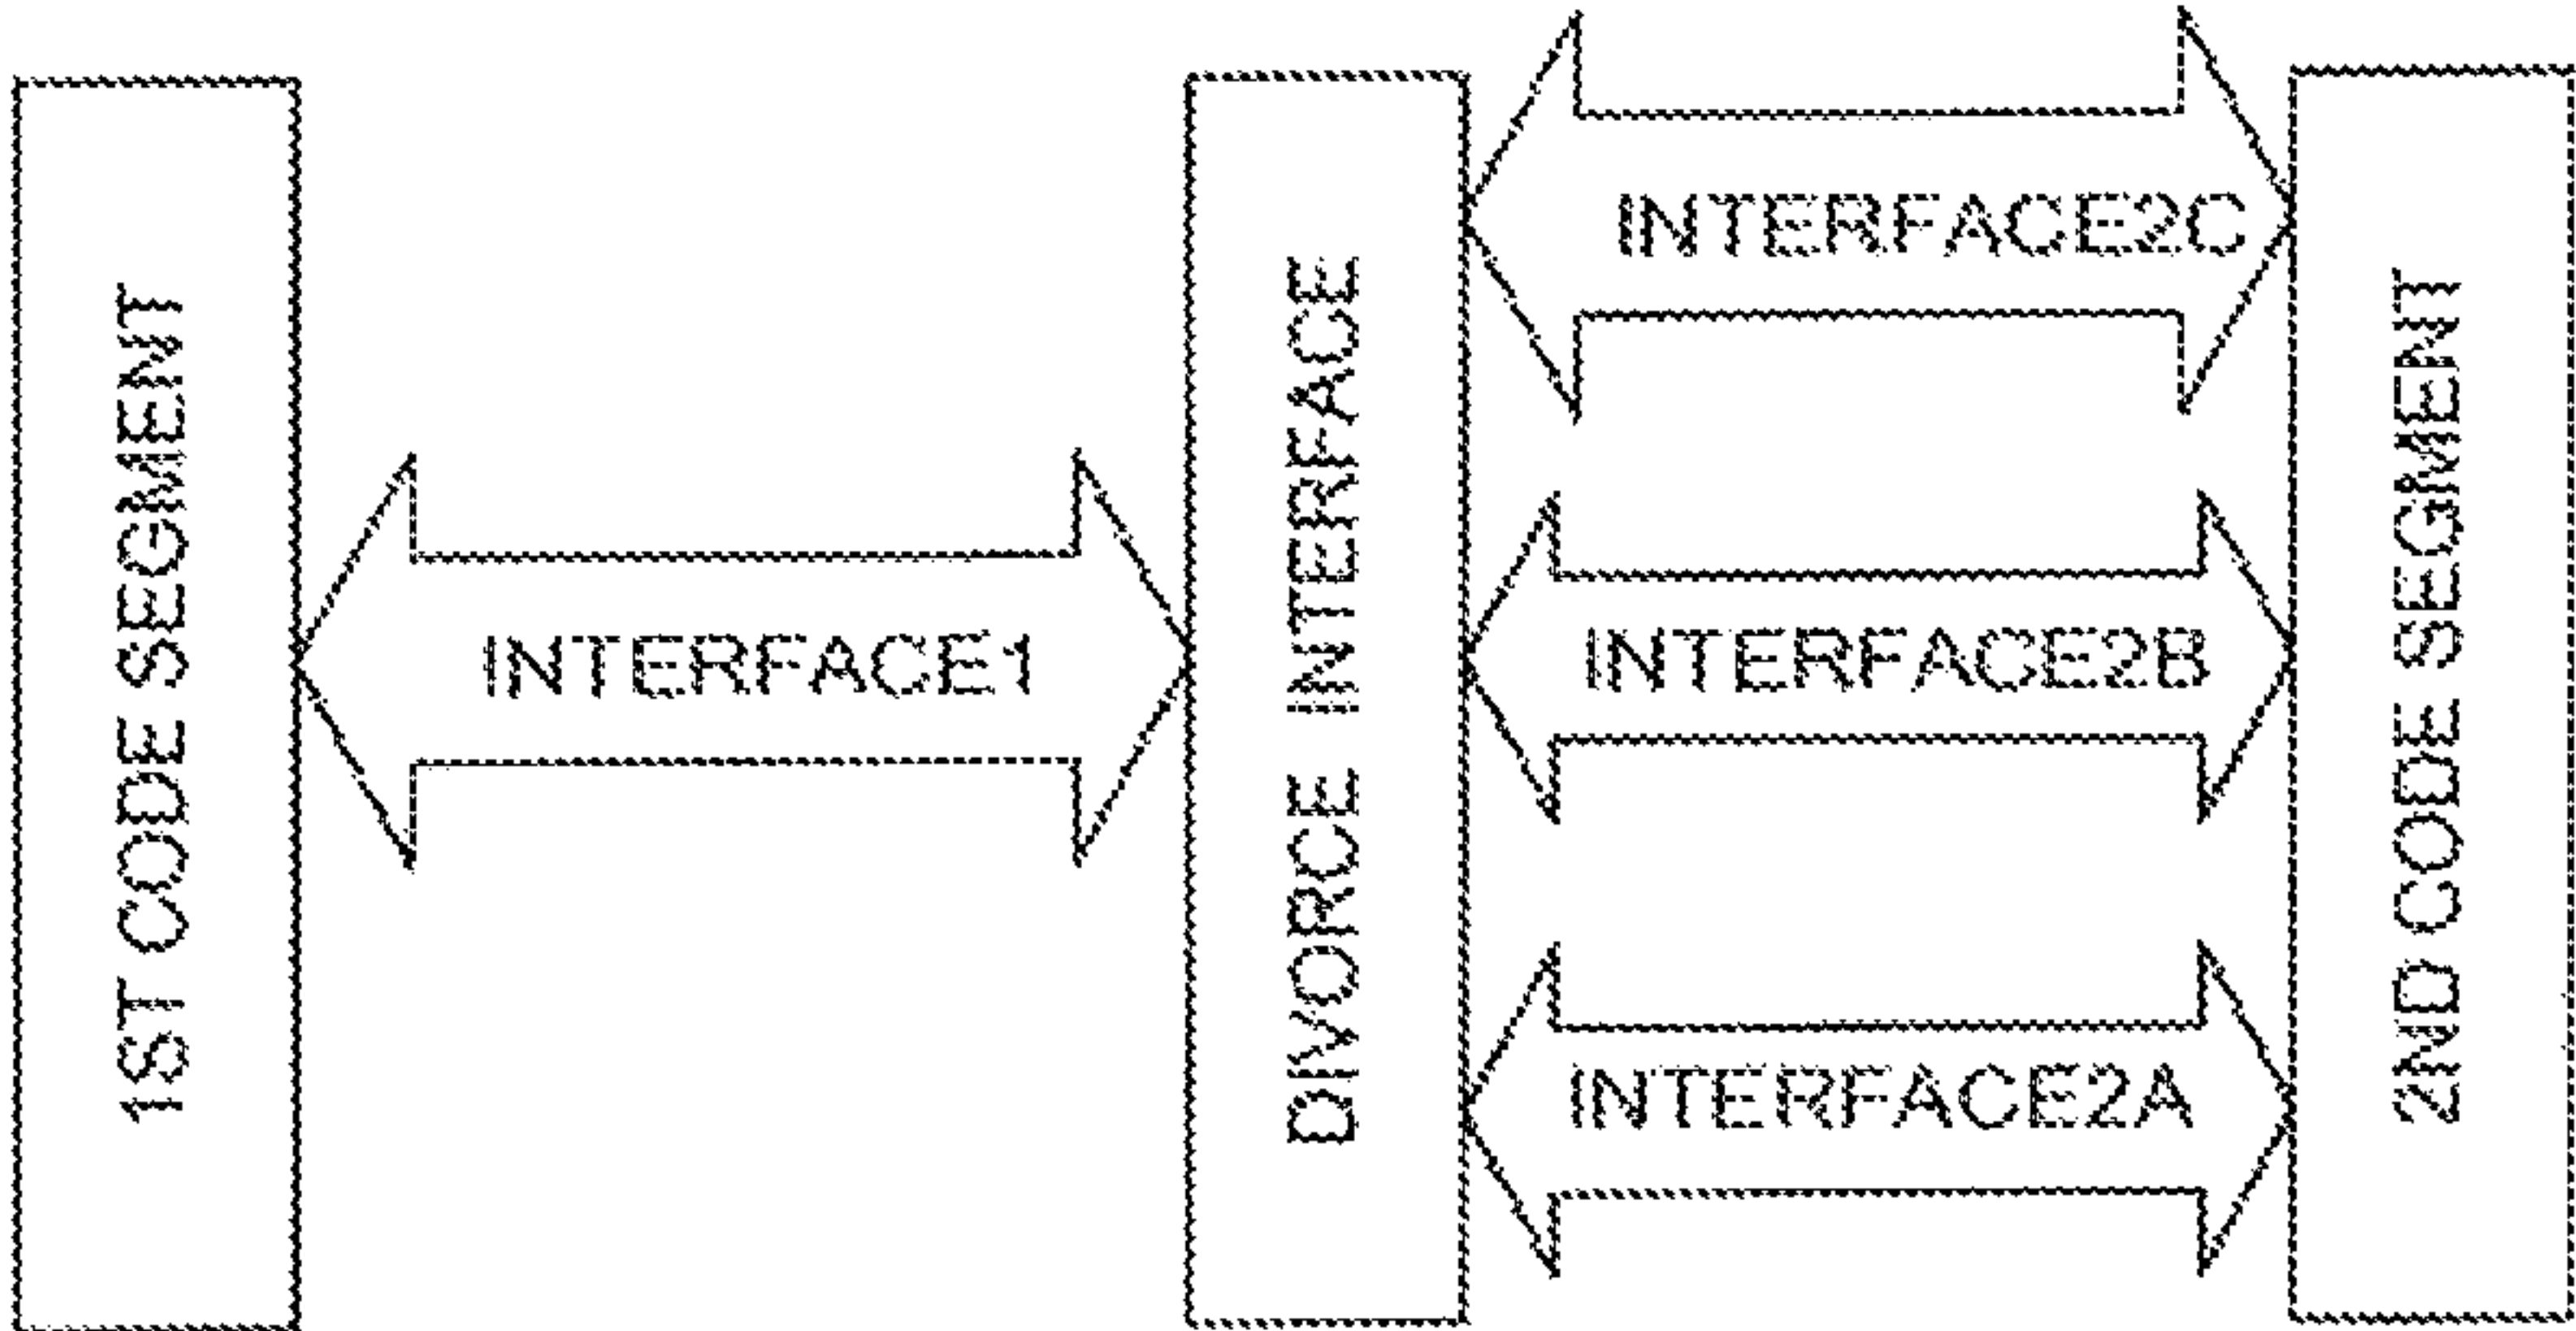 1ST CODE SEGMENT
INTERFACE1
DIVORCE INTERFACE
INTERFACE2C
INTERFACE2B
INTERFACE2A
2ND CODE SEGMENT